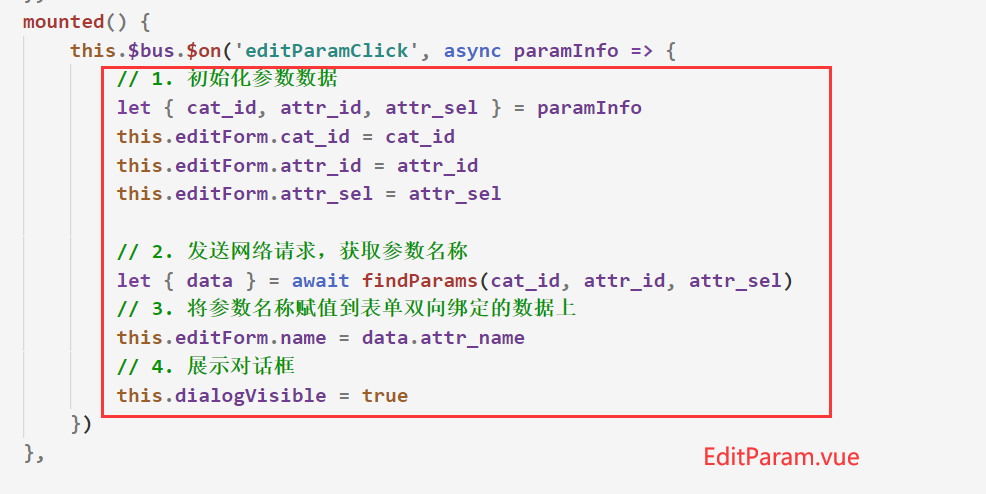 mounted() {
this.$bus.$on('editParamClick', async paramInfo => {
// 1. 初始化参数数据
let { cat_id, attr_id, attr_sel } = paramInfo
this.editForm.cat_id = cat_id
this.editForm.attr_id = attr_id
this.editForm.attr_sel = attr_sel
// 2. 发送网络请求，获取参数名称
let { data } = await findParams(cat_id, attr_id, attr_sel)
// 3. 将参数名称赋值到表单双向绑定的数据上
this.editForm.name = data.attr_name
// 4. 展示对话框
this.dialogVisible = true
})
},
EditParam.vue